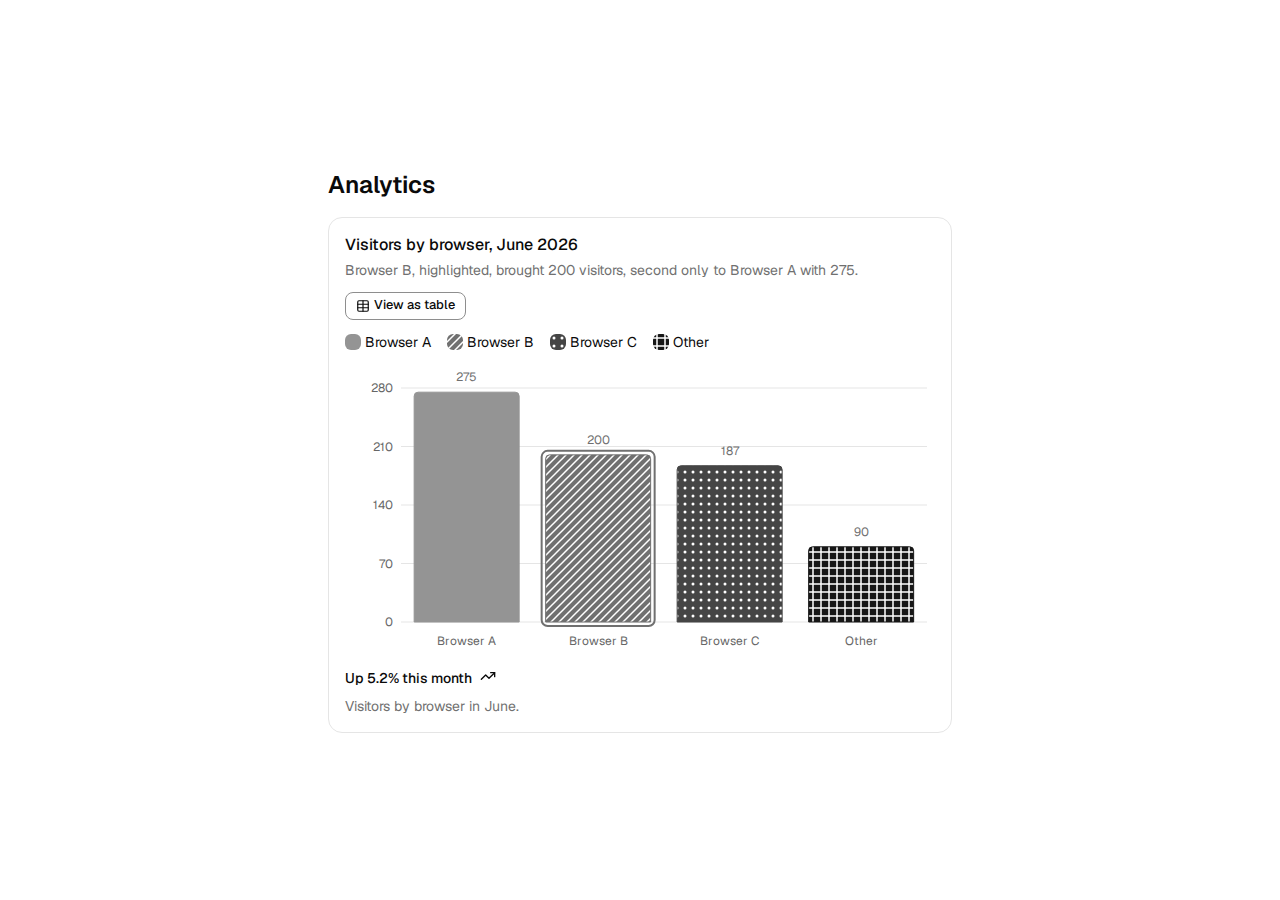 Analytics
Visitors by browser, June 2026
Browser B, highlighted, brought 200 visitors, second only to Browser A with 275.
View as table
Browser A Browser B Browser C Other
275
280
200
210
187
140
90
70
0
Browser A Browser B Browser C Other
Up 5.2% this month
Visitors by browser in June.